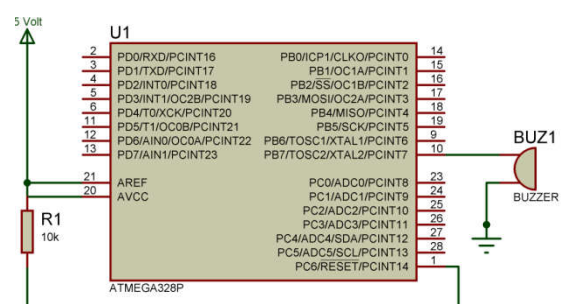 5 Volt
U1
2 PD0/RXD/PCINT16 PB0/ICP1/CLKO/PCINT0 14
3 PD1/TXD/PCINT17 PB1/OC1A/PCINT1 15
4 PD2/INT0/PCINT18 PB2/SS/OC1B/PCINT2 16
5 PD3/INT1/OC2B/PCINT19 PB3/MOSI/OC2A/PCINT3 17
6 PD4/T0/XCK/PCINT20 PB4/MISO/PCINT4 18
11 PD5/T1/OC0B/PCINT21 PB5/SCK/PCINT5 19
12 PD6/AIN0/OC0A/PCINT22 PB6/TOSC1/XTAL1/PCINT6 9
13 PD7/AIN1/PCINT23 PB7/TOSC2/XTAL2/PCINT7 10
BUZ1
BUZZER
21 AREF PC0/ADC0/PCINT8 23
20 AVCC PC1/ADC1/PCINT9 24
PC2/ADC2/PCINT10 25
PC3/ADC3/PCINT11 26
PC4/ADC4/SDA/PCINT12 27
PC5/ADC5/SCL/PCINT13 28
PC6/RESET/PCINT14 1
R1
10k
ATMEGA328P